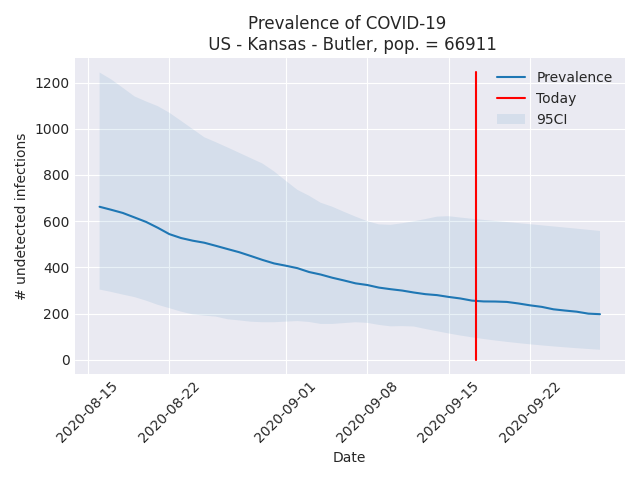 Prevalence of COVID-19
US - Kansas - Butler, pop. = 66911
# undetected infections
1200
1000
800
600
400
200
0
Prevalence
Today
95CI
2020-08-15
2020-08-22
2020-09-01
2020-09-08
2020-09-15
2020-09-22
Date